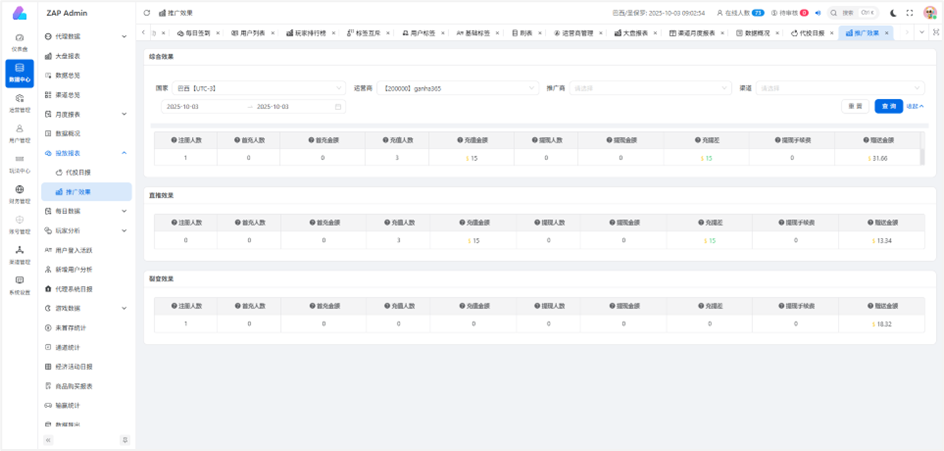 ZAP Admin
推广效果
巴西/圣保罗: 2025-10-03 09:02:54
在线人数 73
待审核 0
搜索 Ctrl K
每日签到
用户列表
玩家排行榜
标签互斥
用户标签
基础标签
刷表
运营商管理
大盘报表
渠道月度报表
数据概况
代投日报
推广效果
仪表盘
数据中心
运营管理
用户管理
玩法中心
财务管理
账号管理
渠道管理
系统设置
代理数据
大盘报表
数据总览
渠道总览
月度报表
数据概况
投放报表
代投日报
推广效果
每日数据
玩家分析
用户登入活跃
新增用户分析
代理系统日报
游戏数据
未算存统计
通道统计
经济活动日报
商品购买报表
输赢统计
综合效果
国家 巴西【UTC-3】 运营商 【200000】ganha365 推广商 请选择 渠道 请选择
2025-10-03 → 2025-10-03 重 置 查 询 收起
注册人数 首充人数 首充金额 充值人数 充值金额 提现人数 提现金额 充提差 提现手续费 赠送金额
1 0 0 3 $ 15 0 0 $ 15 0 $ 31.66
直推效果
注册人数 首充人数 首充金额 充值人数 充值金额 提现人数 提现金额 充提差 提现手续费 赠送金额
0 0 0 3 $ 15 0 0 $ 15 0 $ 13.34
裂变效果
注册人数 首充人数 首充金额 充值人数 充值金额 提现人数 提现金额 充提差 提现手续费 赠送金额
1 0 0 0 0 0 0 0 0 $ 18.32